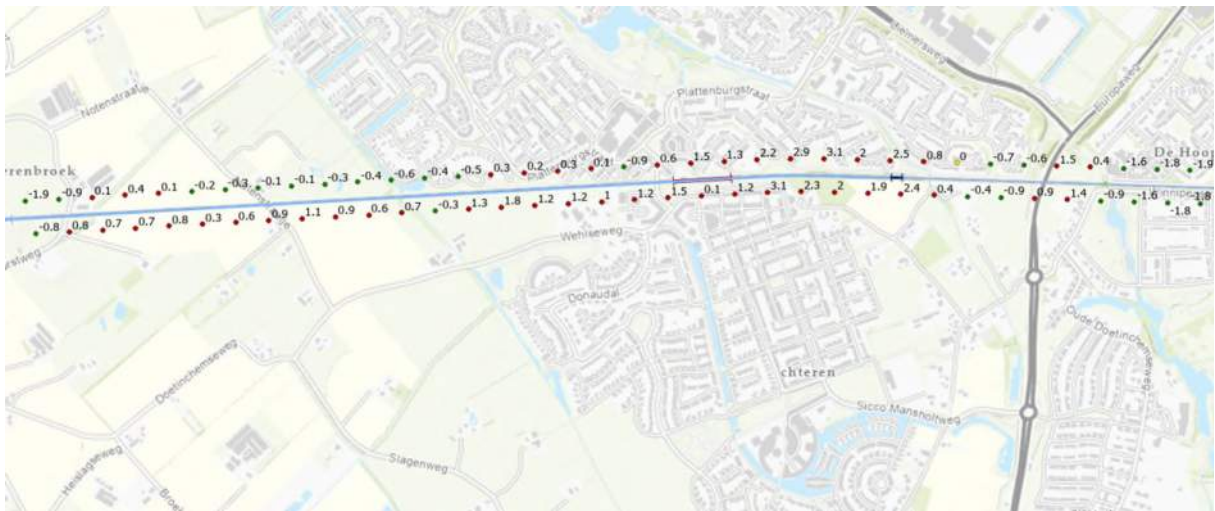 Reimersweg
Europaweg
Notenstraat
Plattenburgstraat
De Hoop
-1.9 -0.9 0.1 0.4 0.1 -0.2 -0.3 -0.1 -0.1 -0.3 -0.4 -0.6 -0.4 -0.5 0.3 0.2 0.3 0.1 -0.9 0.6 1.5 1.3 2.2 2.9 3.1 2 2.5 0.8 0 -0.7 -0.6 1.5 0.4 -1.6 -1.8 -1.9
-0.8 0.8 0.7 0.7 0.8 0.3 0.6 0.9 1.1 0.9 0.6 0.7 -0.3 1.3 1.8 1.2 1.2 1 1.2 1.5 0.1 1.2 3.1 2.3 2 1.9 2.4 0.4 -0.4 -0.9 0.9 1.4 -0.9 -1.6 -1.8 -1.8
Wehlseweg
Donaudal
Oude Doetinchemseweg
Doetinchemseweg
chteren
Sicco Mansholtweg
Slagenweg
Heislagseweg
Broe